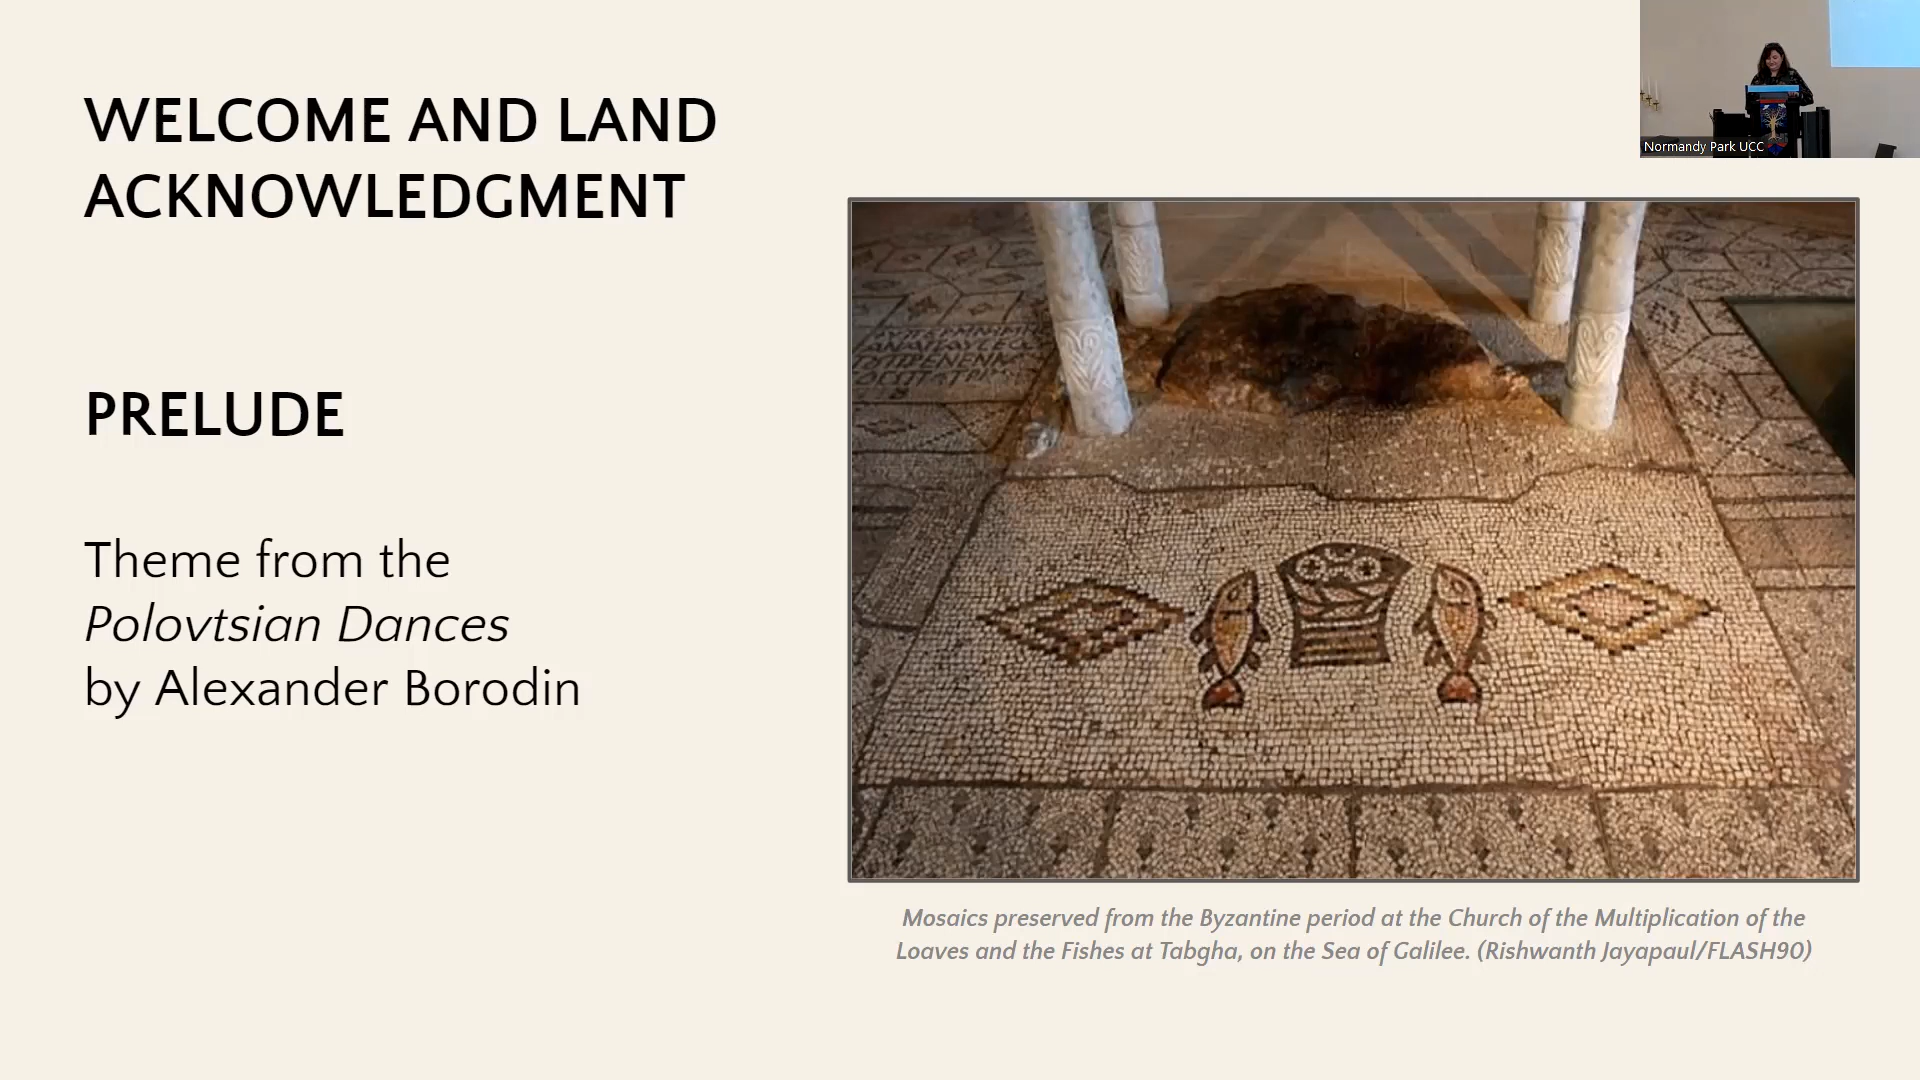 WELCOME AND LAND
ACKNOWLEDGMENT
PRELUDE
Theme from the
Polovtsian Dances
by Alexander Borodin
Normandy Park UCC
Mosaics preserved from the Byzantine period at the Church of the Multiplication of the
Loaves and the Fishes at Tabgha, on the Sea of Galilee. (Rishwanth Jayapaul/FLASH90)